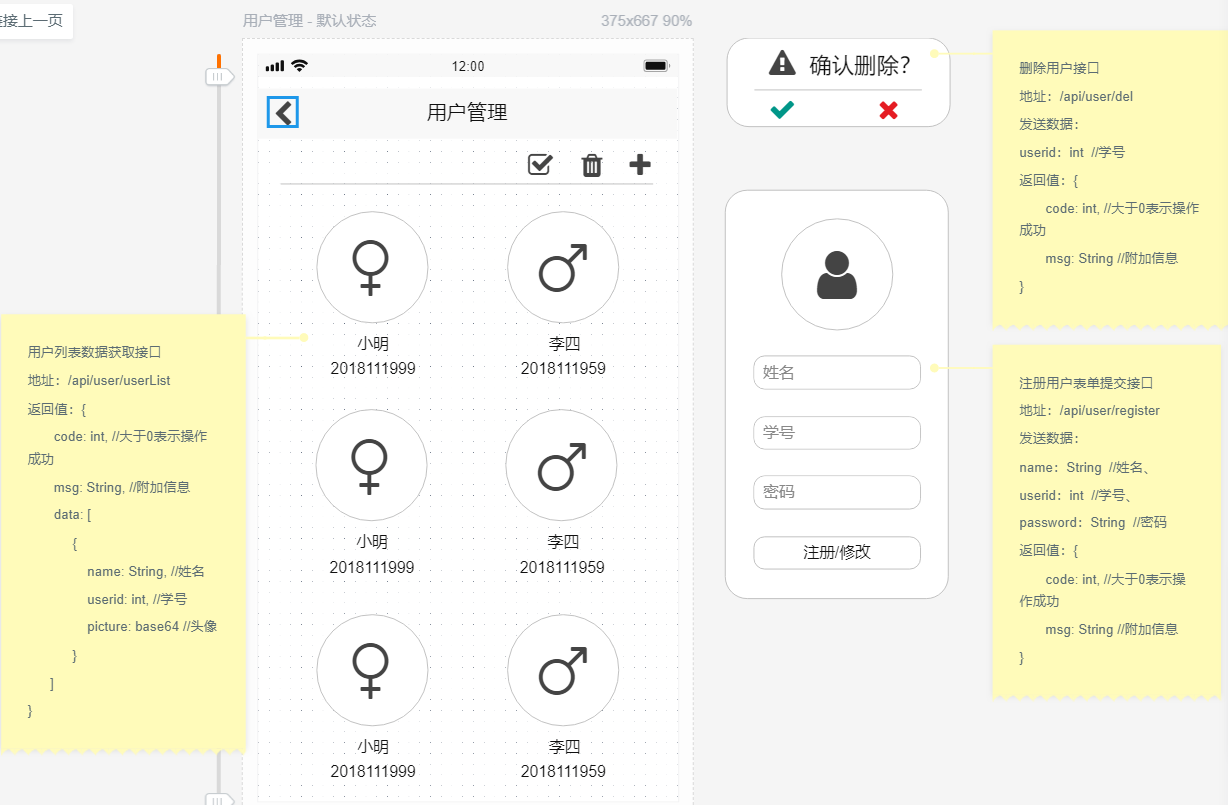 连接上一页
用户管理 - 默认状态
375x667 90%
12:00
用户管理
小明
2018111999
李四
2018111959
小明
2018111999
李四
2018111959
小明
2018111999
李四
2018111959
用户列表数据获取接口
地址：/api/user/userList
返回值：{
code: int, //大于0表示操作
成功
msg: String, //附加信息
data: [
{
name: String, //姓名
userid: int, //学号
picture: base64 //头像
}
]
}
确认删除？
姓名
学号
密码
注册/修改
删除用户接口
地址：/api/user/del
发送数据：
userid：int  //学号
返回值：{
code: int, //大于0表示操作
成功
msg: String //附加信息
}
注册用户表单提交接口
地址：/api/user/register
发送数据：
name：String  //姓名、
userid：int  //学号、
password：String  //密码
返回值：{
code: int, //大于0表示操
作成功
msg: String //附加信息
}